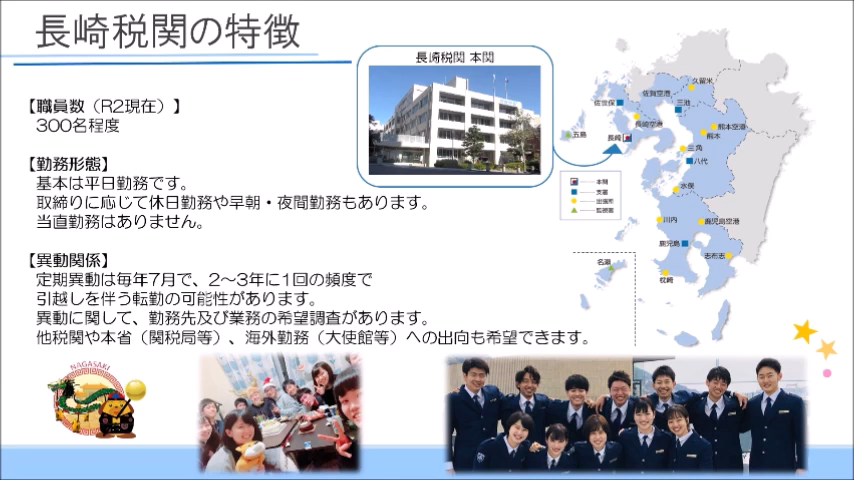 長崎税関の特徴
長崎税関 本関
【職員数（R2現在）】
300名程度
【勤務形態】
基本は平日勤務です。
取締りに応じて休日勤務や早朝・夜間勤務もあります。
当直勤務はありません。
【異動関係】
定期異動は毎年7月で、2～3年に1回の頻度で
引越しを伴う転勤の可能性があります。
異動に関して、勤務先及び業務の希望調査があります。
他税関や本省（関税局等）、海外勤務（大使館等）への出向も希望できます。
久留米
佐賀空港
佐世保
三池
長崎空港
熊本空港
五島
長崎
熊本
三角
八代
水俣
本関
支署
出張所
監視署
川内
鹿児島空港
鹿児島
志布志
名瀬
枕崎
NAGASAKI